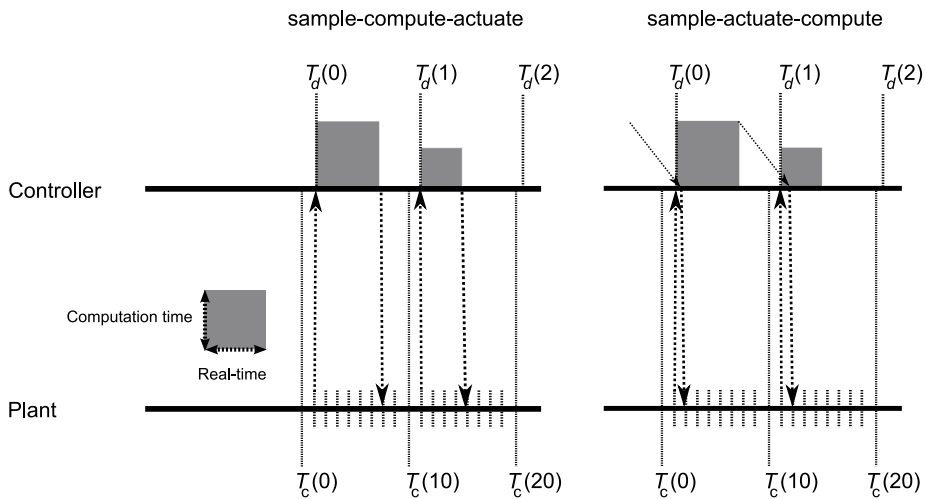 sample-compute-actuate
sample-actuate-compute
T_d(0) T_d(1) T_d(2)
T_d(0) T_d(1) T_d(2)
Controller
Computation time
Real-time
Plant
T_c(0) T_c(10) T_c(20)
T_c(0) T_c(10) T_c(20)